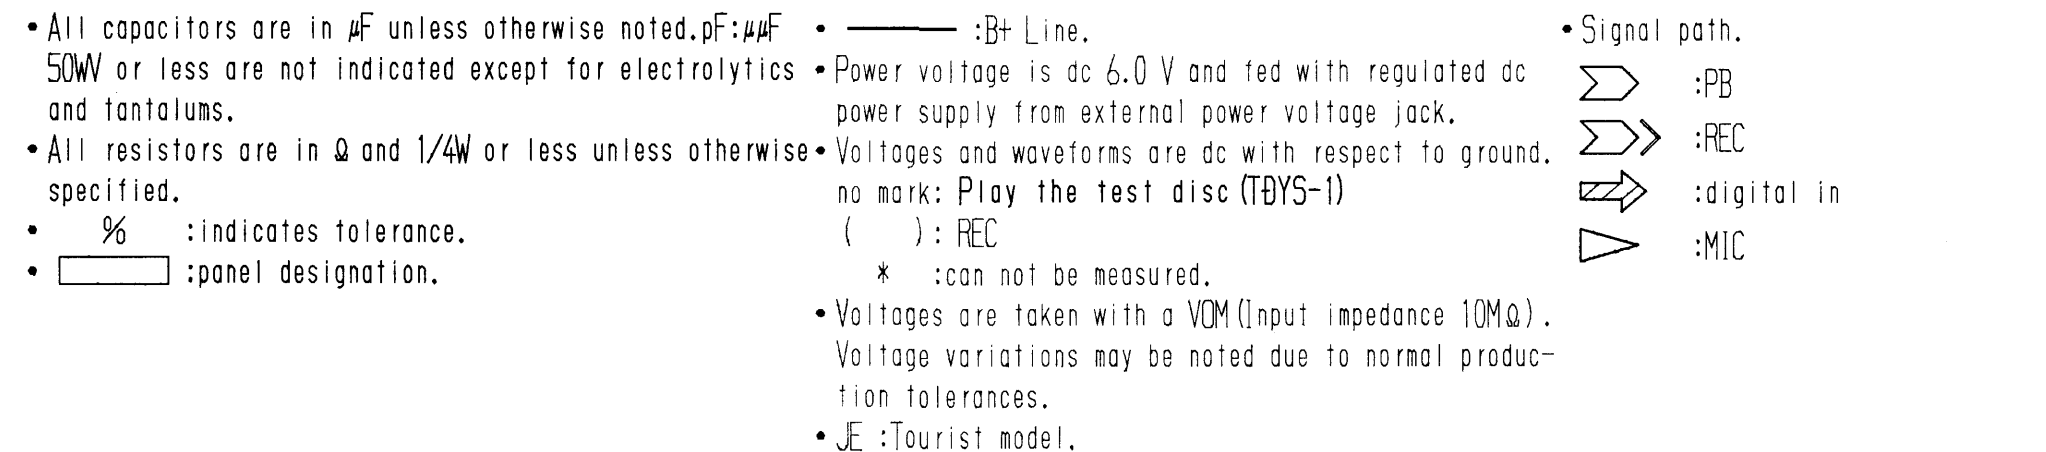 • All capacitors are in µF unless otherwise noted. pF:µµF
50WV or less are not indicated except for electrolytics
and tantalums.
• All resistors are in Ω and 1/4W or less unless otherwise
specified.
• % :indicates tolerance.
• :panel designation.
• :B+ Line.
• Power voltage is dc 6.0 V and fed with regulated dc
power supply from external power voltage jack.
• Voltages and waveforms are dc with respect to ground.
no mark: Play the test disc (TDYS-1)
( ): REC
* :can not be measured.
• Voltages are taken with a VOM (Input impedance 10MΩ).
Voltage variations may be noted due to normal produc-
tion tolerances.
• JE :Tourist model.
• Signal path.
:PB
:REC
:digital in
:MIC